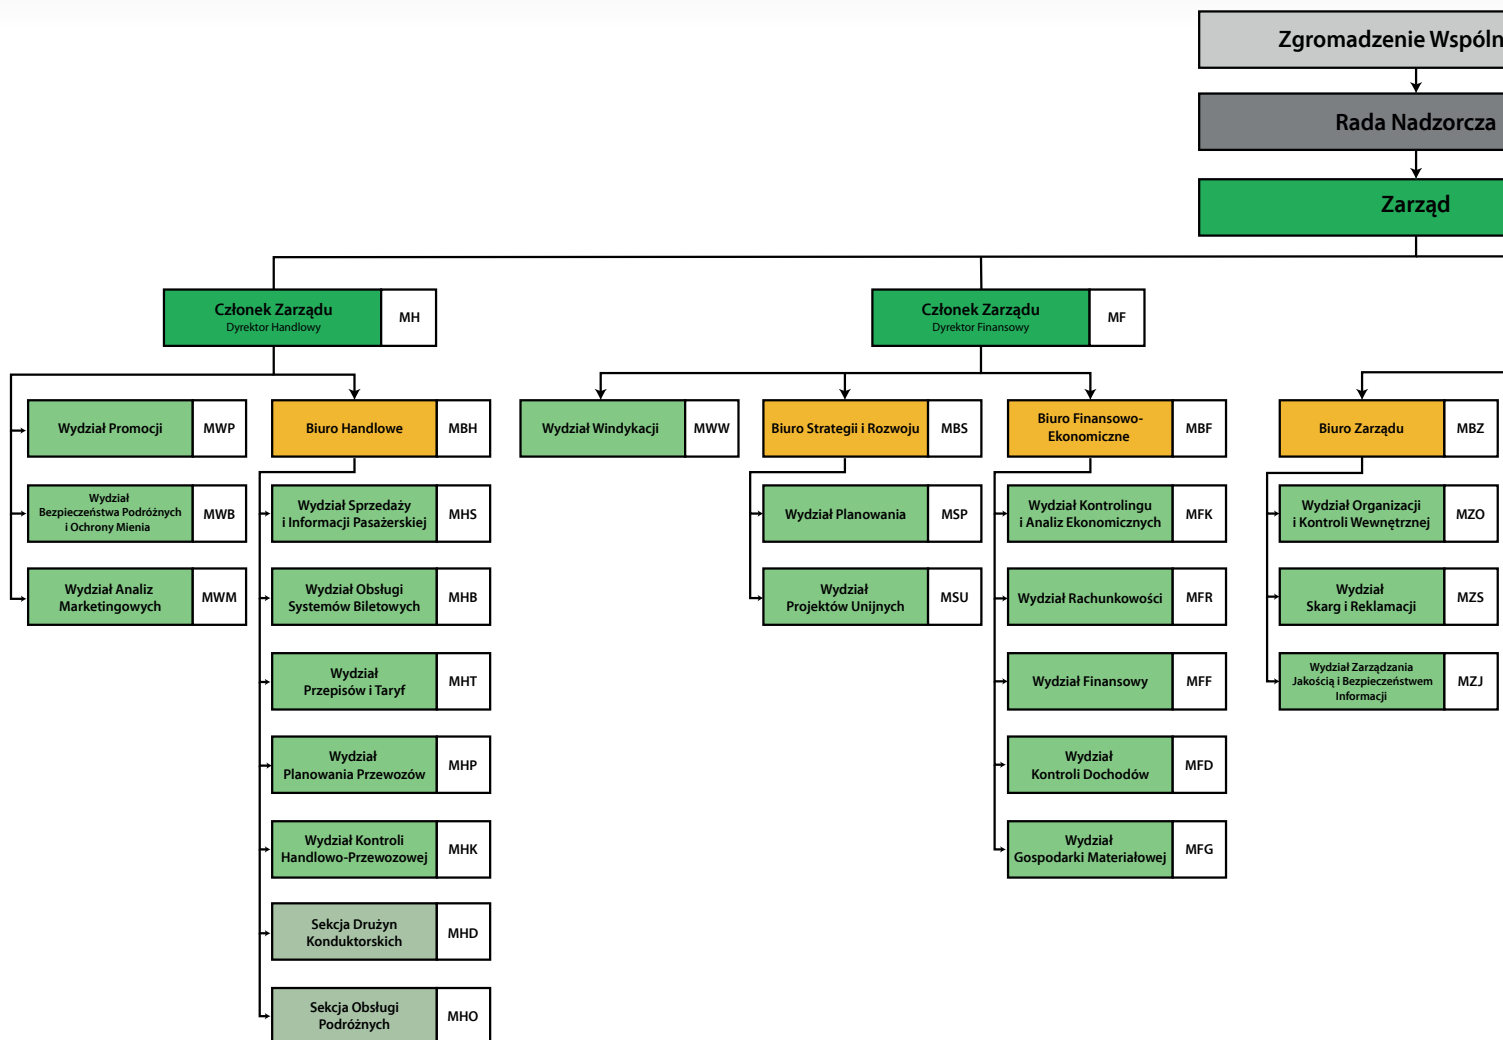 Zgromadzenie Wspóln
Rada Nadzorcza
Zarząd
Członek Zarządu
Dyrektor Handlowy
MH
Członek Zarządu
Dyrektor Finansowy
MF
Wydział Promocji
MWP
Biuro Handlowe
MBH
Wydział Windykacji
MWW
Biuro Strategii i Rozwoju
MBS
Biuro Finansowo-
Ekonomiczne
MBF
Biuro Zarządu
MBZ
Wydział
Bezpieczeństwa Podróżnych
i Ochrony Mienia
MWB
Wydział Sprzedaży
i Informacji Pasażerskiej
MHS
Wydział Planowania
MSP
Wydział Kontrolingu
i Analiz Ekonomicznych
MFK
Wydział Organizacji
i Kontroli Wewnętrznej
MZO
Wydział Analiz
Marketingowych
MWM
Wydział Obsługi
Systemów Biletowych
MHB
Wydział
Projektów Unijnych
MSU
Wydział Rachunkowości
MFR
Wydział
Skarg i Reklamacji
MZS
Wydział
Przepisów i Taryf
MHT
Wydział Finansowy
MFF
Wydział Zarządzania
Jakością i Bezpieczeństwem
Informacji
MZJ
Wydział
Planowania Przewozów
MHP
Wydział
Kontroli Dochodów
MFD
Wydział Kontroli
Handlowo-Przewozowej
MHK
Wydział
Gospodarki Materiałowej
MFG
Sekcja Drużyn
Konduktorskich
MHD
Sekcja Obsługi
Podróżnych
MHO